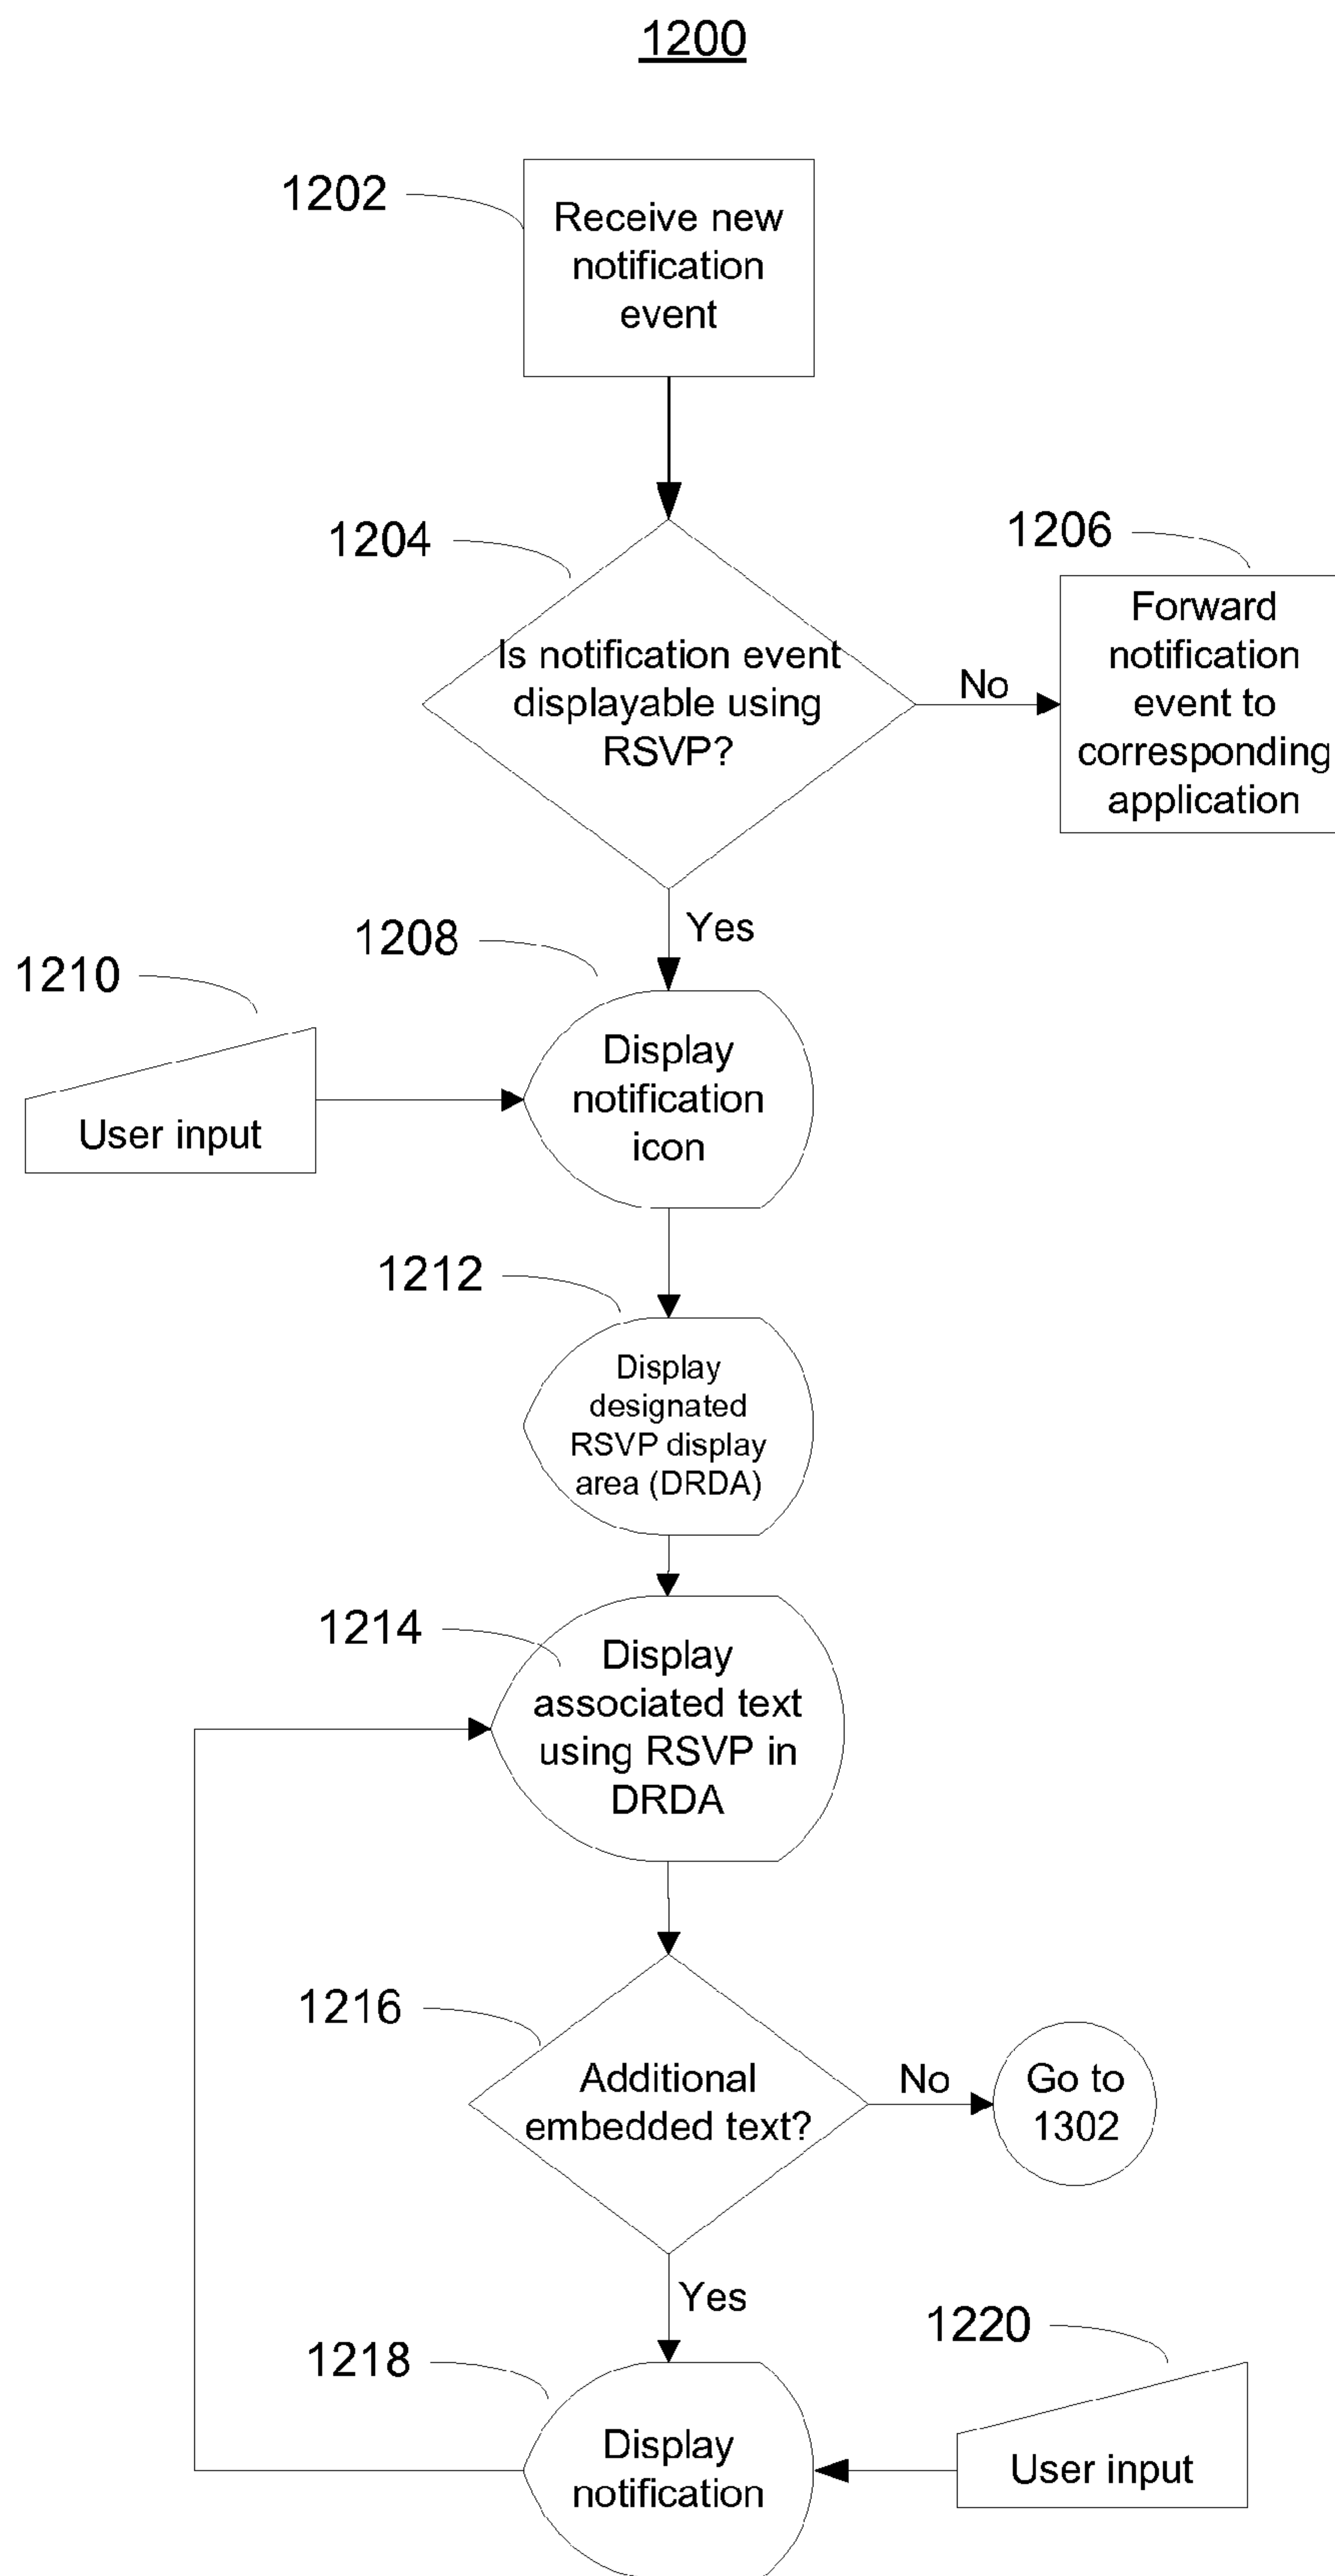 1200
1202
Receive new
notification
event
1204
Is notification event
displayable using
RSVP?
No
1206
Forward
notification
event to
corresponding
application
Yes
1208
1210
Display
notification
icon
User input
1212
Display
designated
RSVP display
area (DRDA)
1214
Display
associated text
using RSVP in
DRDA
1216
Additional
embedded text?
No
Go to
1302
Yes
1218
1220
Display
notification
User input